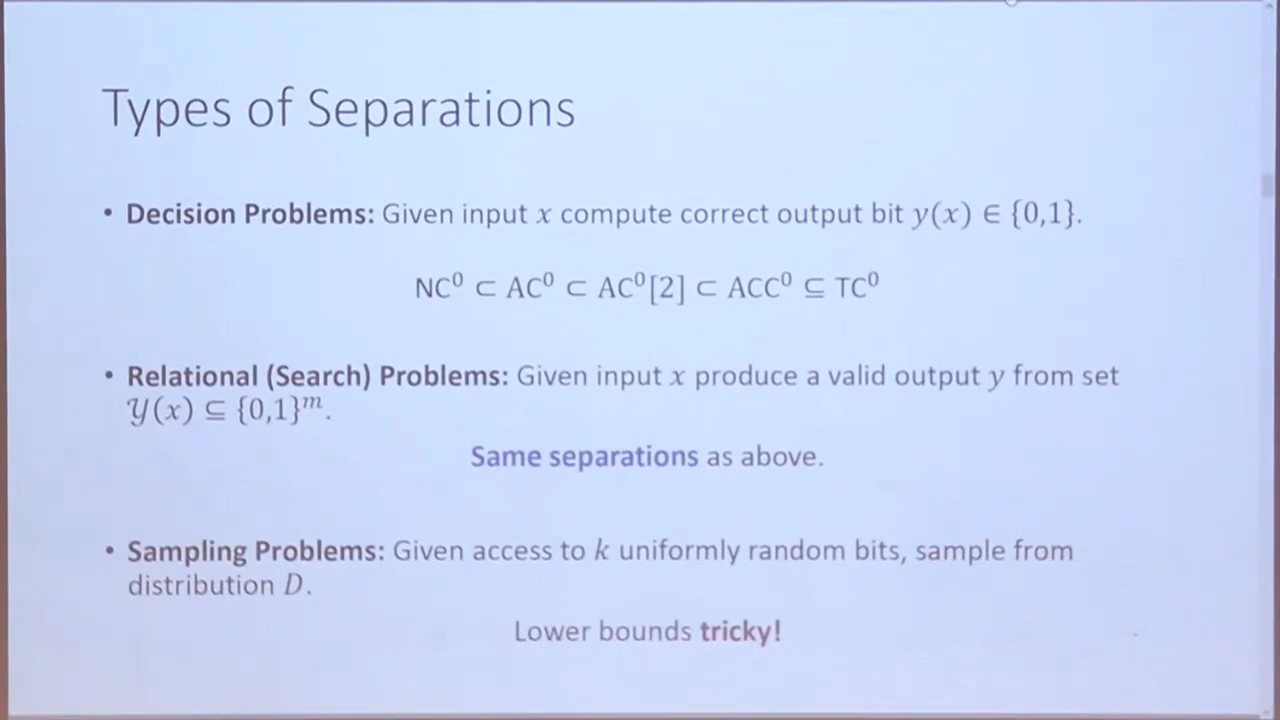 Types of Separations
• Decision Problems: Given input x compute correct output bit y(x) ∈ {0,1}.
NC⁰ ⊂ AC⁰ ⊂ AC⁰[2] ⊂ ACC⁰ ⊆ TC⁰
• Relational (Search) Problems: Given input x produce a valid output y from set
𝒴(x) ⊆ {0,1}ᵐ.
Same separations as above.
• Sampling Problems: Given access to k uniformly random bits, sample from
distribution D.
Lower bounds tricky!